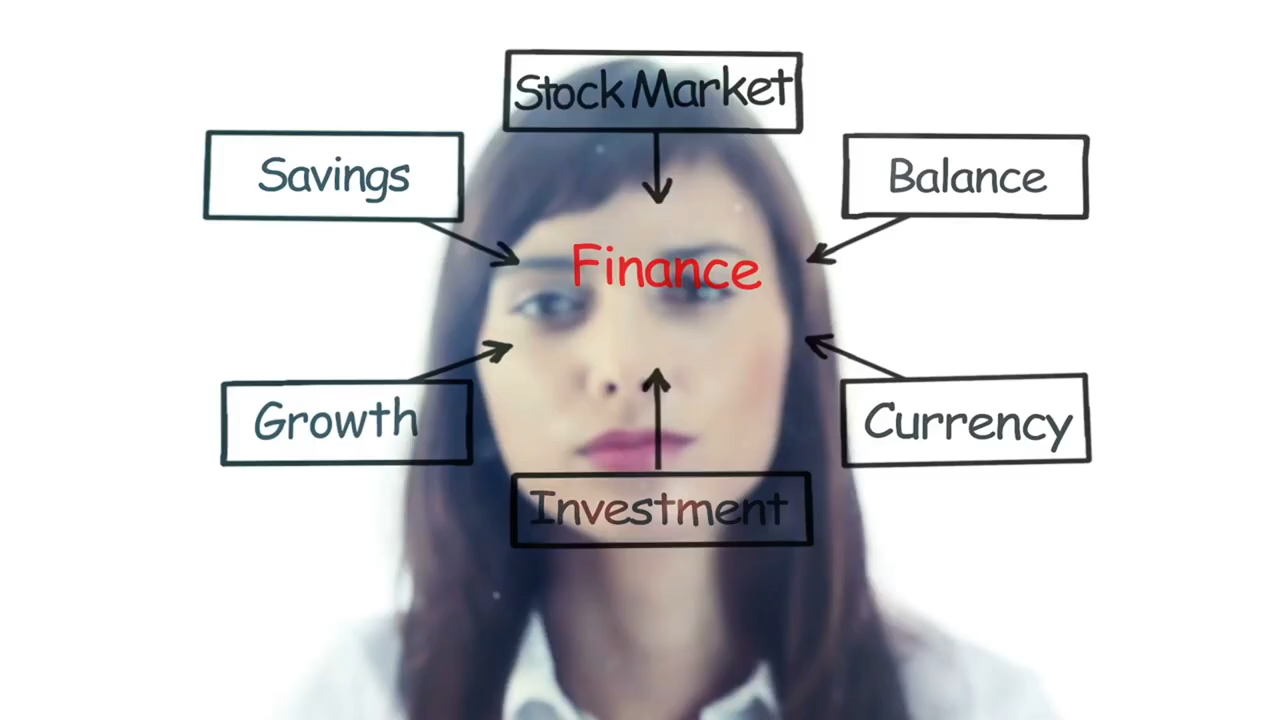 Stock Market
Savings
Balance
Finance
Growth
Currency
Investment